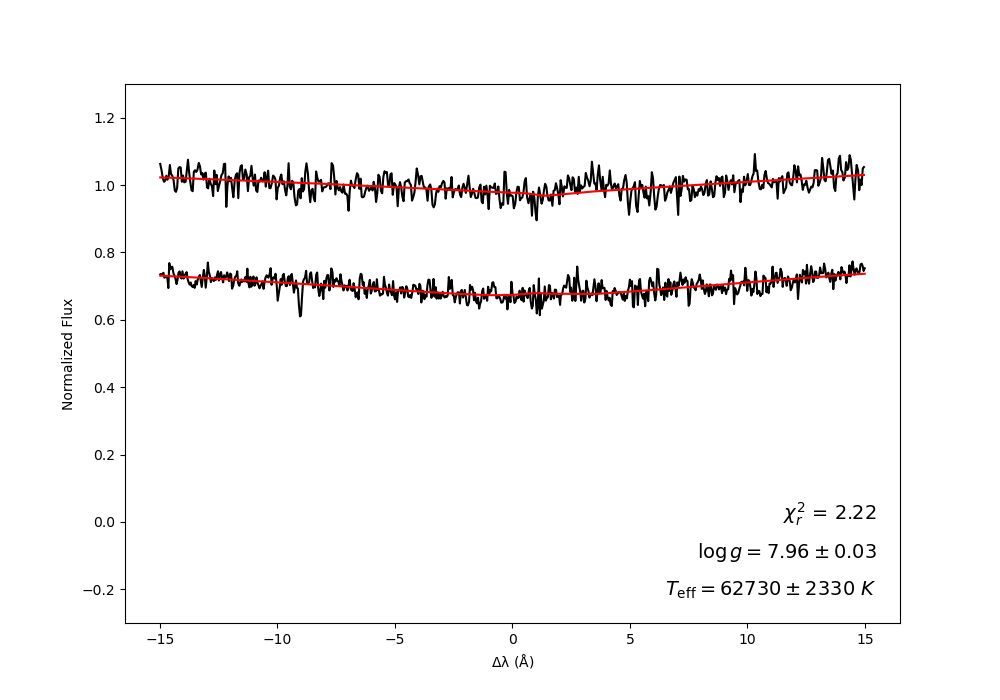 1.2
1.0
0.8
0.6
0.4
0.2
0.0
−0.2
Normalized Flux
χ²ᵣ = 2.22
log g = 7.96 ± 0.03
T_eff = 62730 ± 2330 K
−15 −10 −5 0 5 10 15
Δλ (Å)